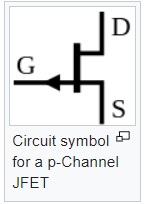 D
G
S
Circuit symbol
for a p-Channel
JFET